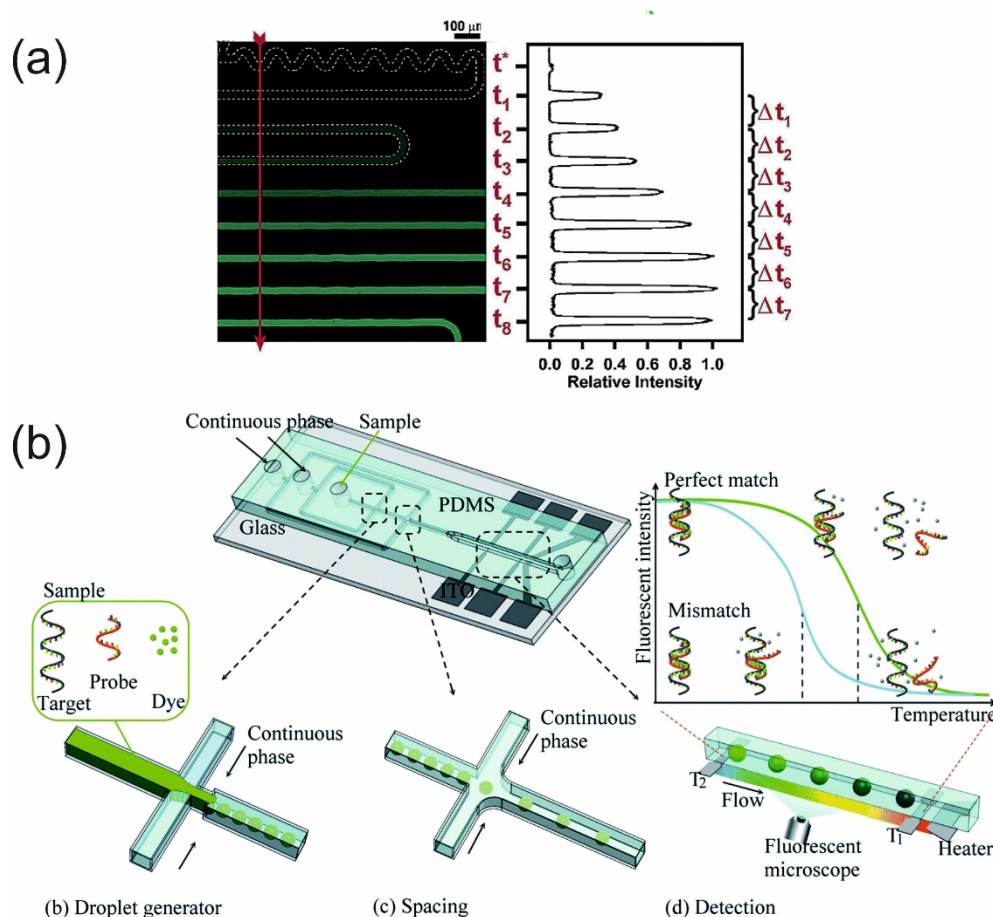 (a)
100 μm
t*
t1
t2
t3
t4
t5
t6
t7
t8
Δt1
Δt2
Δt3
Δt4
Δt5
Δt6
Δt7
0.0 0.2 0.4 0.6 0.8 1.0
Relative Intensity
(b)
Continuous phase
Sample
PDMS
Glass
ITO
Sample
Target
Probe
Dye
Continuous
phase
Continuous
phase
Fluorescent intensity
Perfect match
Mismatch
Temperature
T2
Flow
T1
Heater
Fluorescent
microscope
(b) Droplet generator
(c) Spacing
(d) Detection